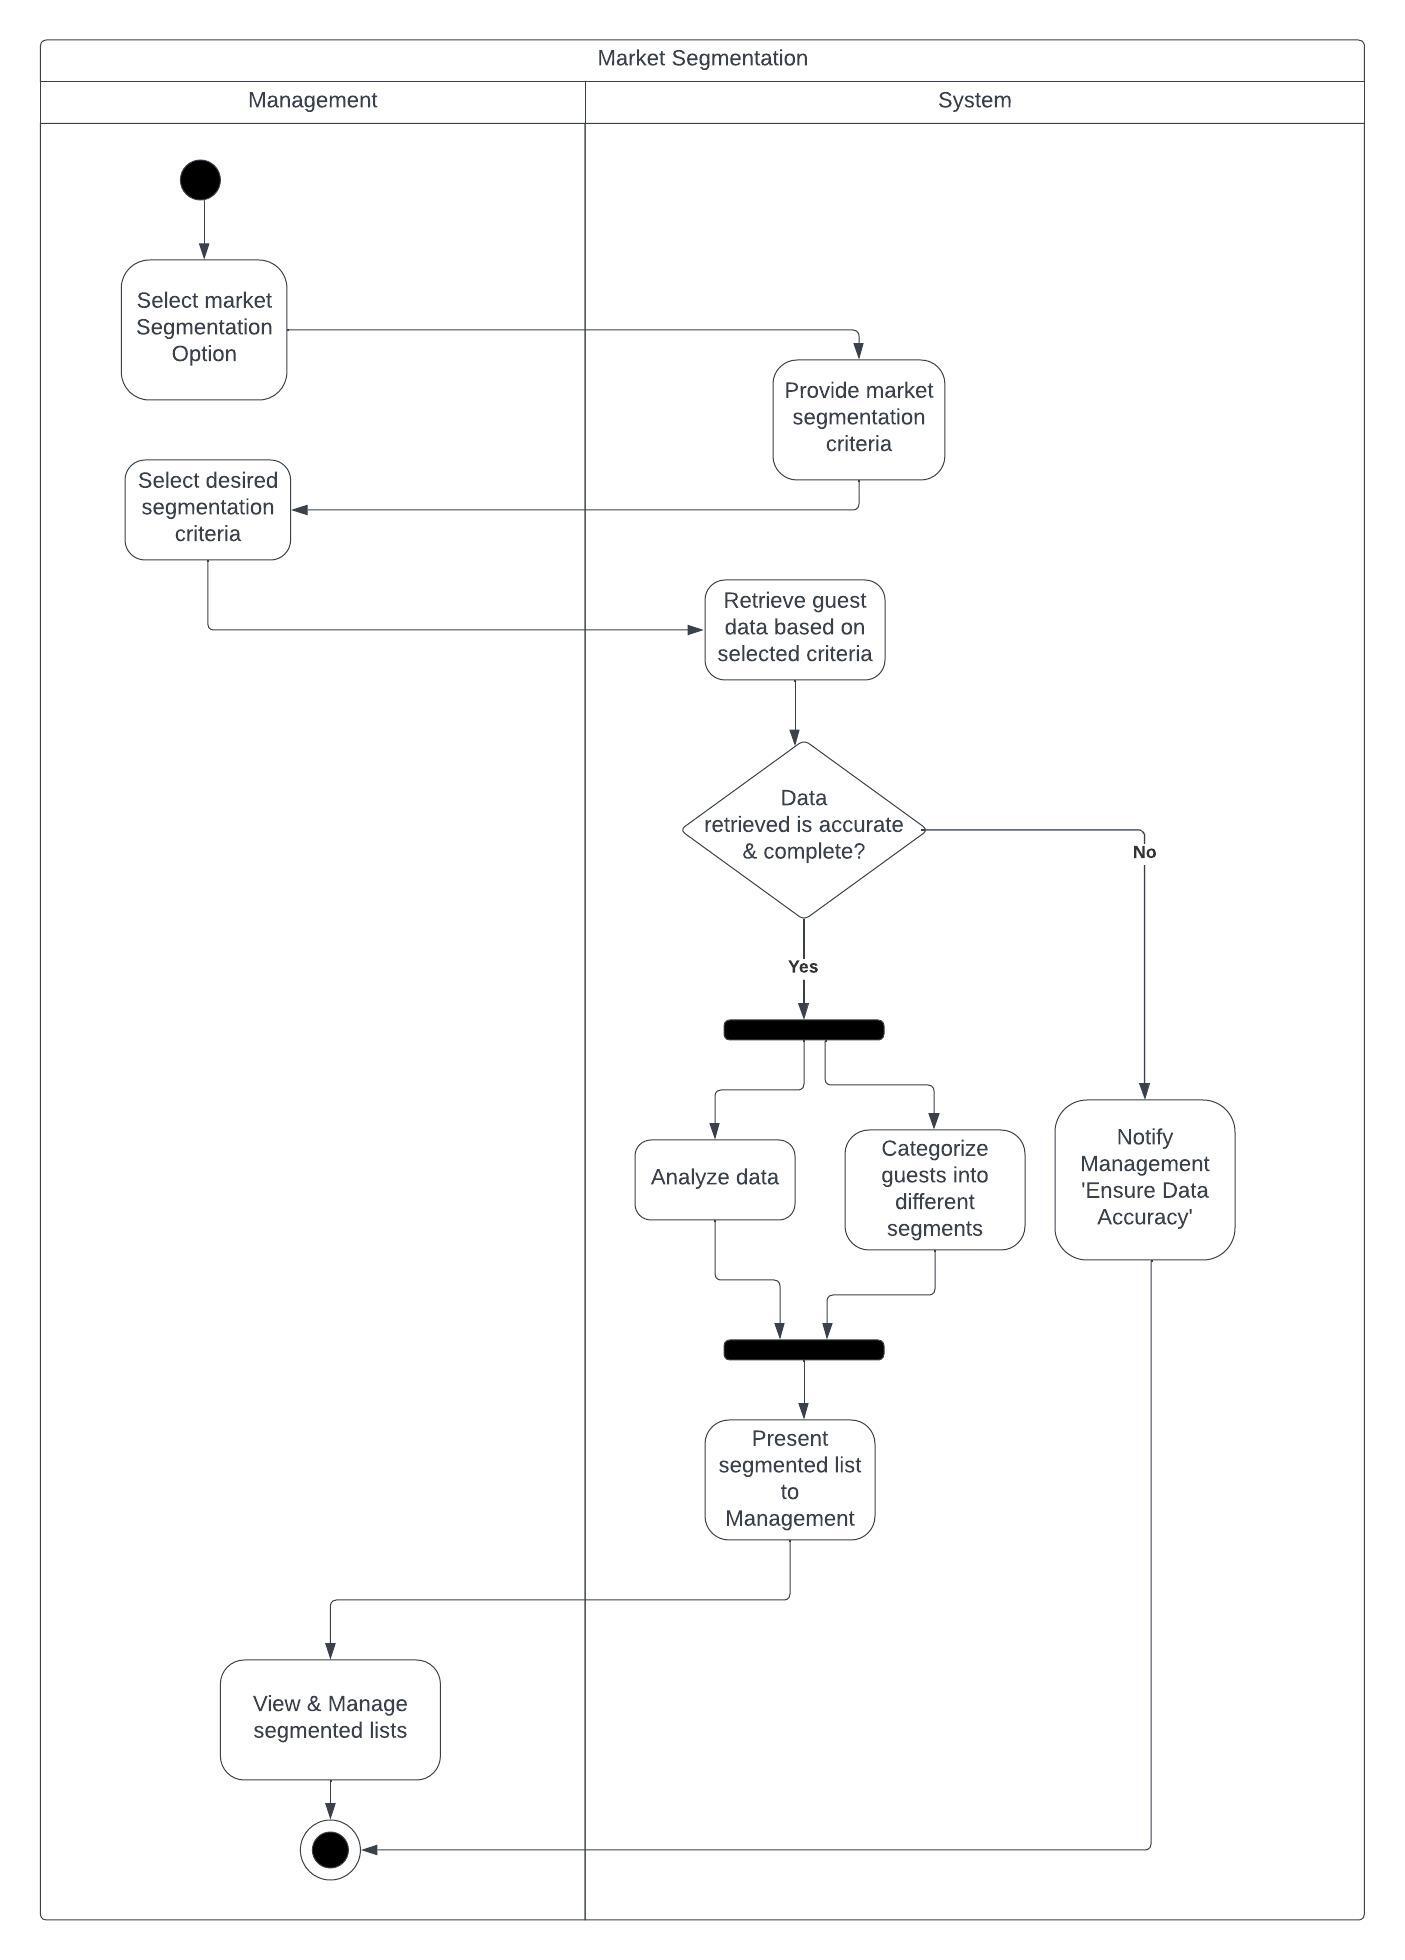 Market Segmentation
Management
System
Select market
Segmentation
Option
Provide market
segmentation
criteria
Select desired
segmentation
criteria
Retrieve guest
data based on
selected criteria
Data
retrieved is accurate
& complete?
No
Yes
Analyze data
Categorize
guests into
different
segments
Notify
Management
'Ensure Data
Accuracy'
Present
segmented list
to
Management
View & Manage
segmented lists